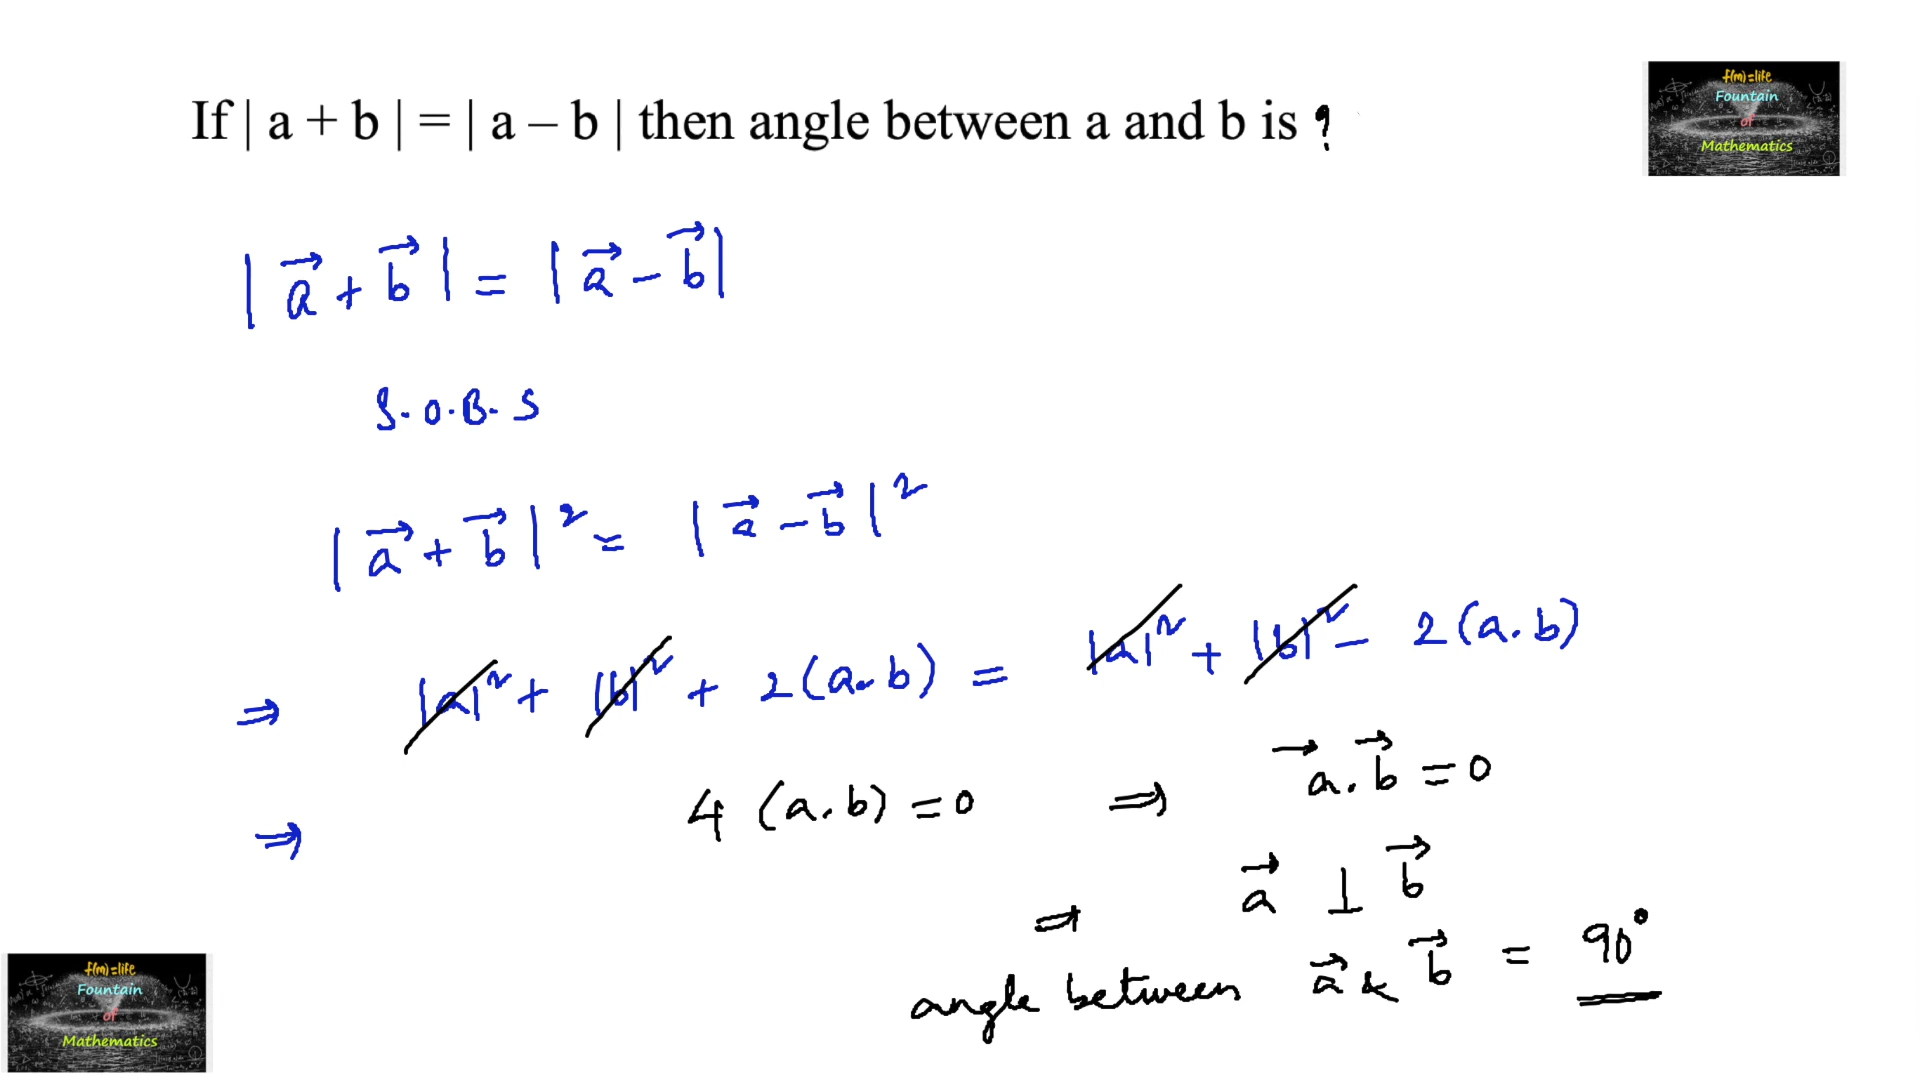 If | a + b | = | a – b | then angle between a and b is ?
f(m)=life
Fountain
of
Mathematics
|a⃗ + b⃗| = |a⃗ - b⃗|
S.O.B.S
|a⃗ + b⃗|² = |a⃗ - b⃗|²
⇒ |a|² + |b|² + 2(a.b) = |a|² + |b|² - 2(a.b)
⇒ 4 (a.b) = 0 ⇒ a⃗.b⃗ = 0
⇒ a⃗ ⊥ b⃗
angle between a⃗ & b⃗ = 90°
f(m)=life
Fountain
of
Mathematics